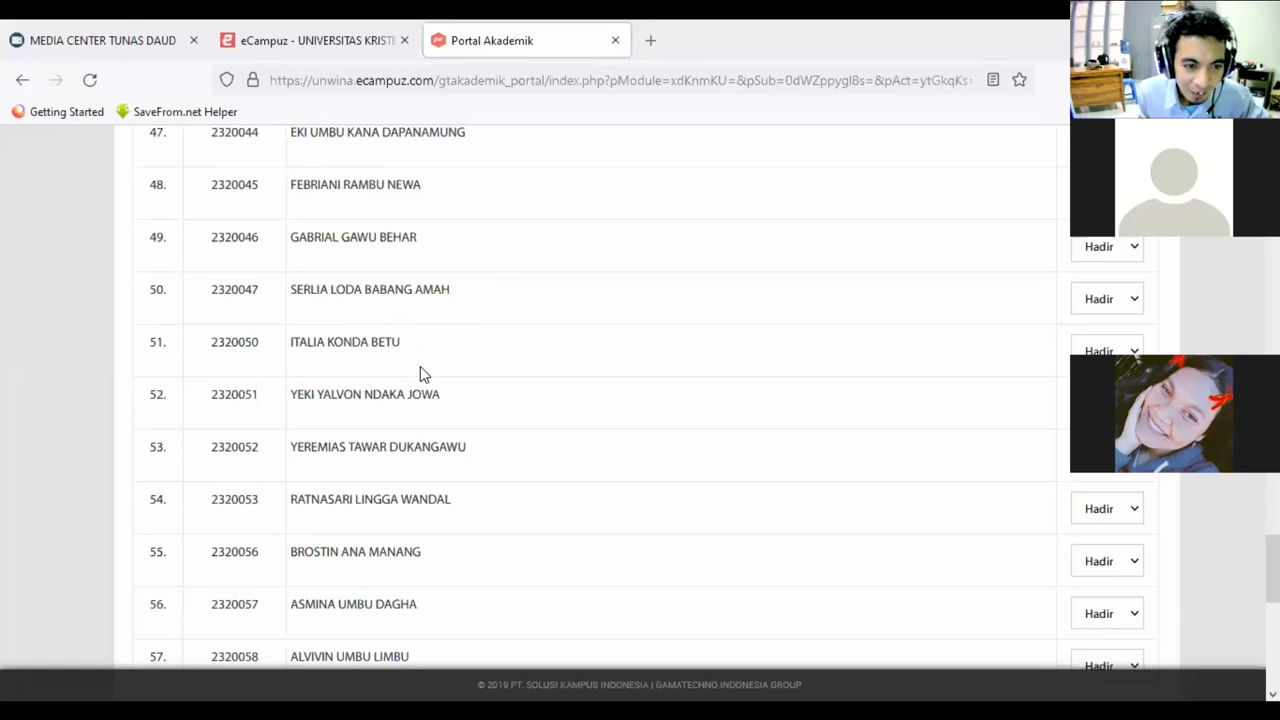 MEDIA CENTER TUNAS DAUD
eCampuz - UNIVERSITAS KRISTE
Portal Akademik
https://unwina.ecampuz.com/gtakademik_portal/index.php?pModule=xdKnmKU=&pSub=0dWZppygl8s=&pAct=ytGkqKs=
Getting Started
SaveFrom.net Helper
47. 2320044 EKI UMBU KANA DAPANAMUNG
48. 2320045 FEBRIANI RAMBU NEWA
49. 2320046 GABRIAL GAWU BEHAR Hadir
50. 2320047 SERLIA LODA BABANG AMAH Hadir
51. 2320050 ITALIA KONDA BETU Hadir
52. 2320051 YEKI YALVON NDAKA JOWA
53. 2320052 YEREMIAS TAWAR DUKANGAWU
54. 2320053 RATNASARI LINGGA WANDAL Hadir
55. 2320056 BROSTIN ANA MANANG Hadir
56. 2320057 ASMINA UMBU DAGHA Hadir
57. 2320058 ALVIVIN UMBU LIMBU Hadir
© 2019 PT. SOLUSI KAMPUS INDONESIA | GAMATECHNO INDONESIA GROUP